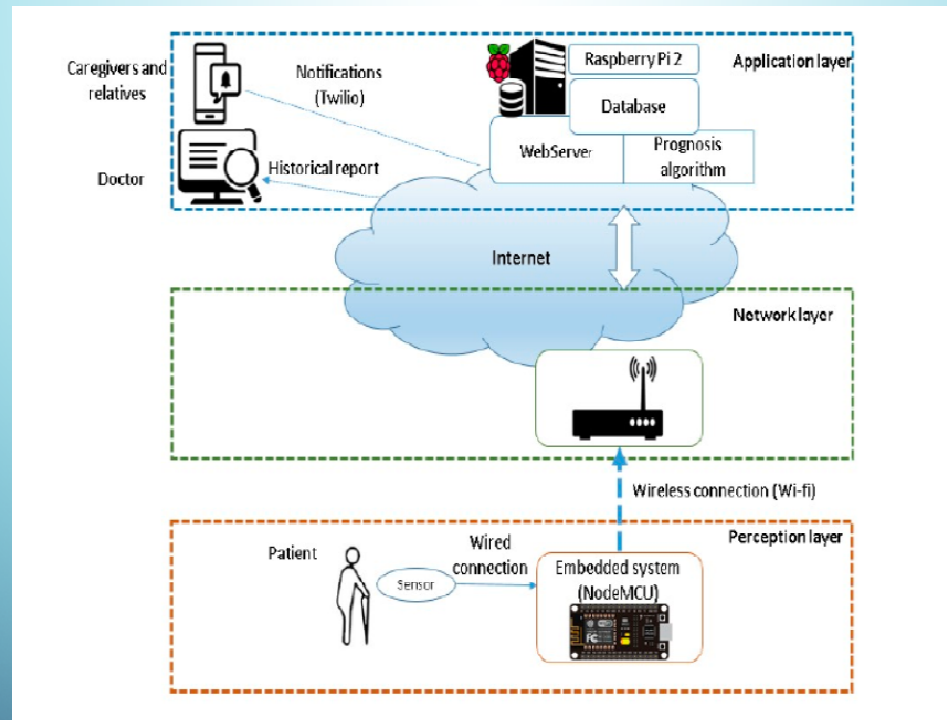 Caregivers and
relatives
Notifications
(Twilio)
Raspberry Pi 2
Application layer
Database
WebServer
Prognosis
algorithm
Doctor
Historical report
Internet
Network layer
Wireless connection (Wi-fi)
Perception layer
Patient
Wired
connection
Sensor
Embedded system
(NodeMCU)